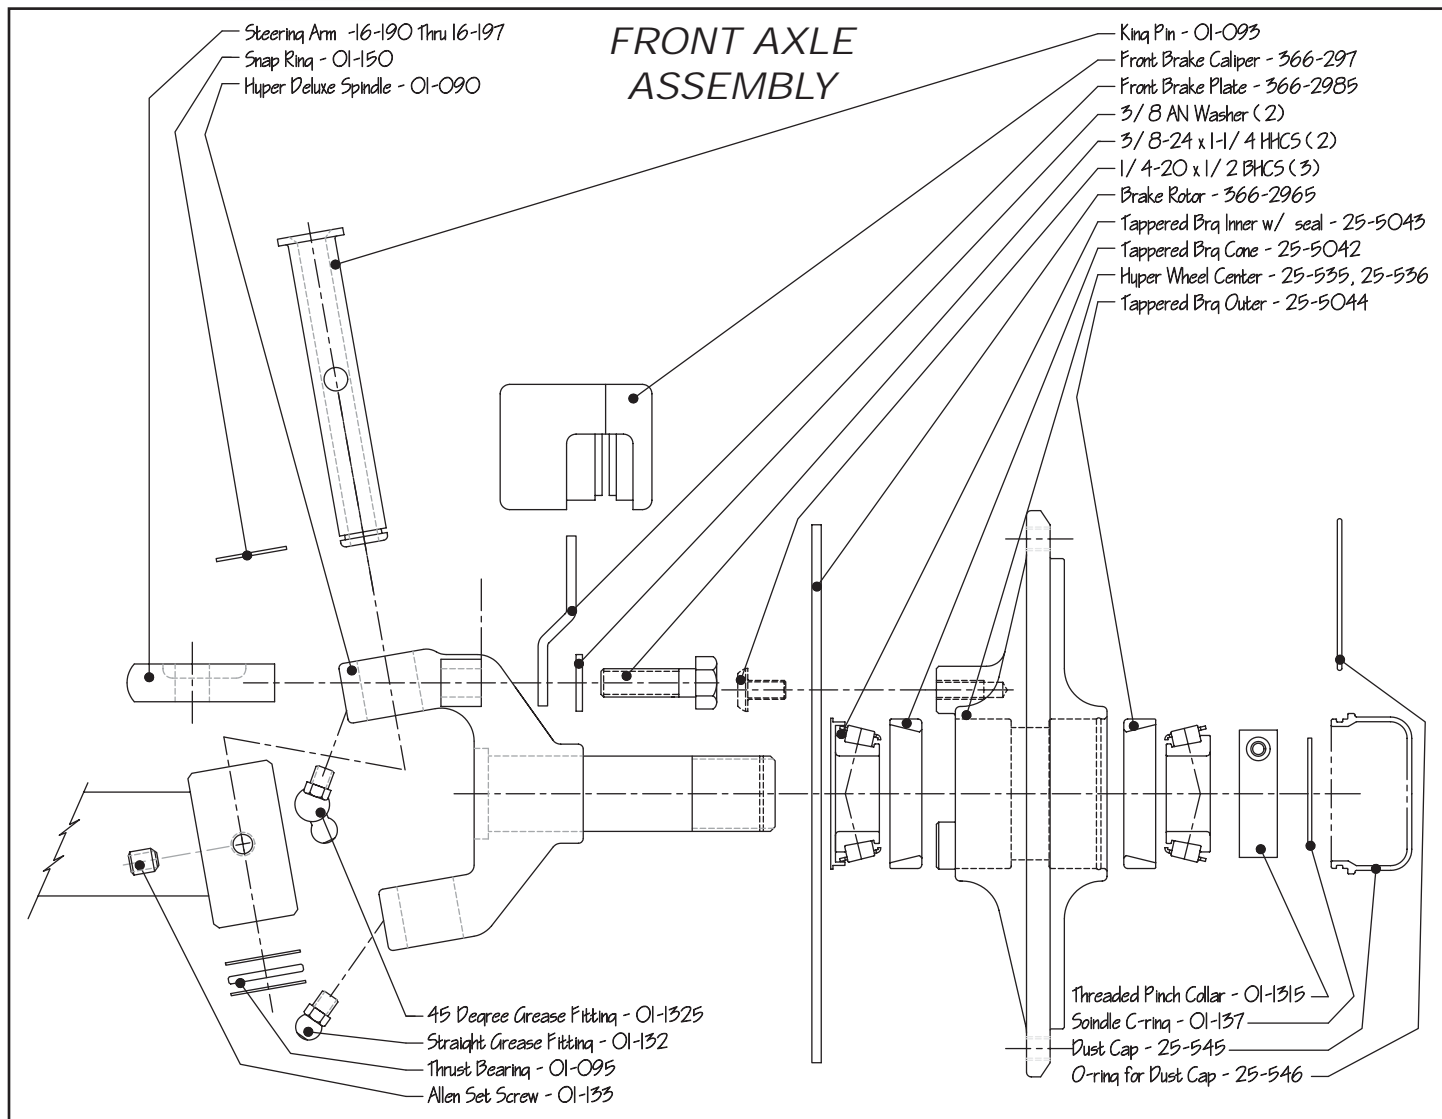 FRONT AXLE
ASSEMBLY
Steering Arm -16-190 Thru 16-197
Snap Ring - 01-150
Hyper Deluxe Spindle - 01-090
King Pin - 01-093
Front Brake Caliper - 366-297
Front Brake Plate - 366-2985
3/8 AN Washer (2)
3/8-24 x 1-1/4 HHCS (2)
1/4-20 x 1/2 BHCS (3)
Brake Rotor - 366-2965
Tappered Brg Inner w/ seal - 25-5043
Tappered Brg Cone - 25-5042
Hyper Wheel Center - 25-535, 25-536
Tappered Brg Outer - 25-5044
45 Degree Grease Fitting - 01-1325
Straight Grease Fitting - 01-132
Thrust Bearing - 01-095
Allen Set Screw - 01-133
Threaded Pinch Collar - 01-1315
Soindle C-ring - 01-137
Dust Cap - 25-545
O-ring for Dust Cap - 25-546